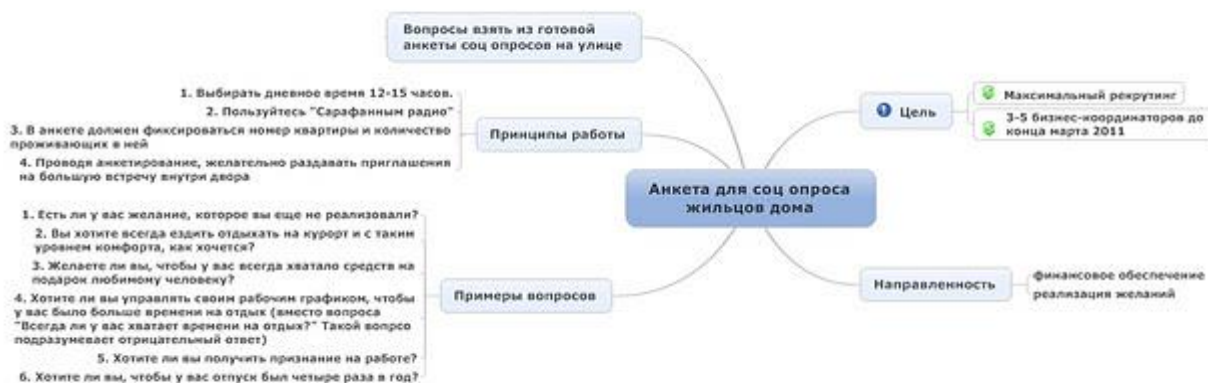 Вопросы взять из готовой
анкеты соц опросов на улице
1. Выбирать дневное время 12-15 часов.
2. Пользуйтесь "Сарафанным радио"
3. В анкете должен фиксироваться номер квартиры и количество
проживающих в ней
4. Проводя анкетирование, желательно раздавать приглашения
на большую встречу внутри двора
Принципы работы
1. Есть ли у вас желание, которое вы еще не реализовали?
2. Вы хотите всегда ездить отдыхать на курорт и с таким
уровнем комфорта, как хочется?
3. Желаете ли вы, чтобы у вас всегда хватало средств на
подарок любимому человеку?
4. Хотите ли вы управлять своим рабочим графиком, чтобы
у вас было больше времени на отдых (вместо вопроса
"Всегда ли у вас хватает времени на отдых?" Такой вопрсо
подразумевает отрицательный ответ)
5. Хотите ли вы получить признание на работе?
6. Хотите ли вы, чтобы у вас отпуск был четыре раза в год?
Примеры вопросов
Анкета для соц опроса
жильцов дома
Цель
Максимальный рекрутинг
3-5 бизнес-координаторов до
конца марта 2011
Направленность
финансовое обеспечение
реализация желаний